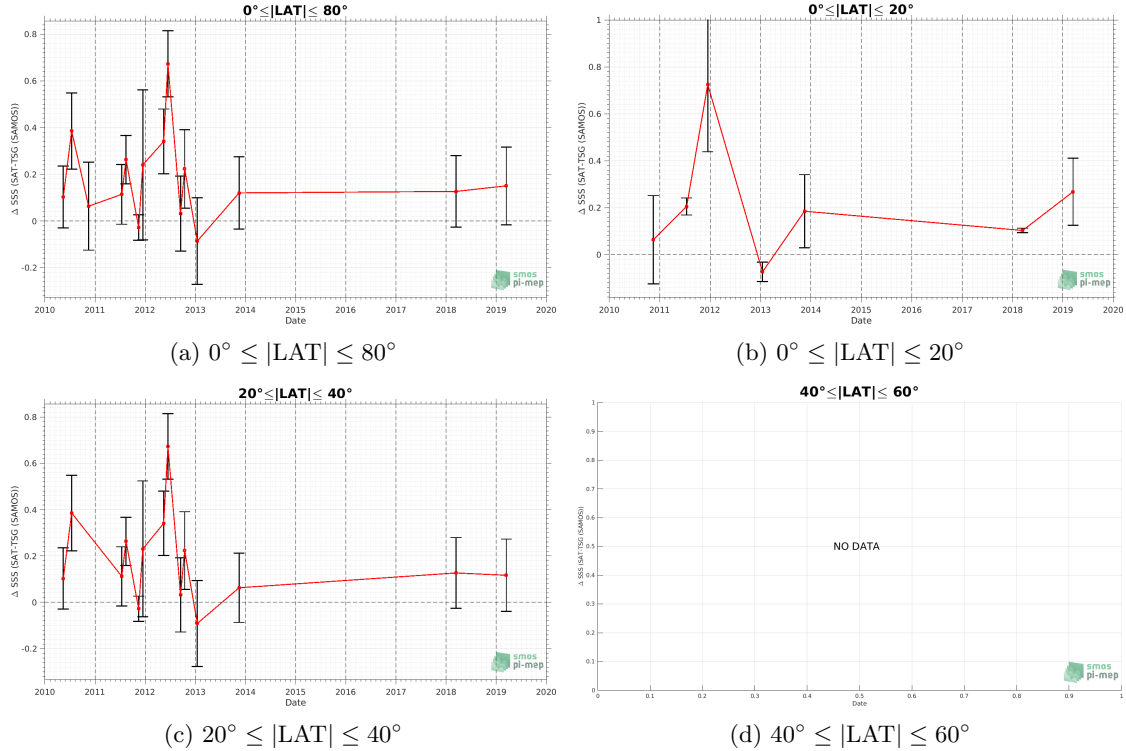 0°≤|LAT|≤ 80°
0.8
0.6
0.4
0.2
0
-0.2
Δ SSS (SAT-TSG (SAMOS))
2010 2011 2012 2013 2014 2015 2016 2017 2018 2019 2020
Date
smos
pi-mep
(a) 0° ≤ |LAT| ≤ 80°
0°≤|LAT|≤ 20°
1
0.8
0.6
0.4
0.2
0
Δ SSS (SAT-TSG (SAMOS))
2010 2011 2012 2013 2014 2015 2016 2017 2018 2019 2020
Date
smos
pi-mep
(b) 0° ≤ |LAT| ≤ 20°
20°≤|LAT|≤ 40°
0.8
0.6
0.4
0.2
0
-0.2
Δ SSS (SAT-TSG (SAMOS))
2010 2011 2012 2013 2014 2015 2016 2017 2018 2019 2020
Date
smos
pi-mep
(c) 20° ≤ |LAT| ≤ 40°
40°≤|LAT|≤ 60°
1
0.9
0.8
0.7
0.6
0.5
0.4
0.3
0.2
0.1
0
Δ SSS (SAT-TSG (SAMOS))
NO DATA
0 0.1 0.2 0.3 0.4 0.5 0.6 0.7 0.8 0.9 1
Date
smos
pi-mep
(d) 40° ≤ |LAT| ≤ 60°